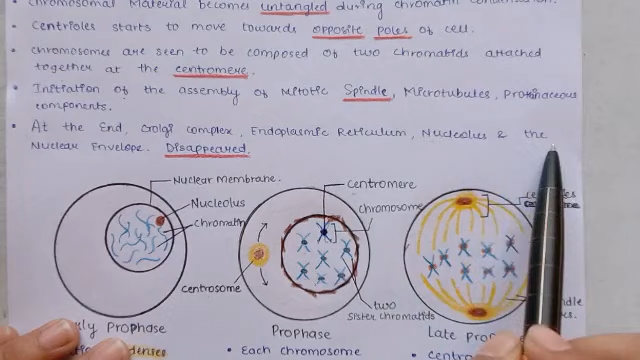 chromosomal Material becomes untangled during chromatin condensation.
• Centrioles starts to move towards opposite poles of cell.
• chromosomes are seen to be composed of two chromatids attached
together at the centromere.
• Initiation of the assembly of Mitotic Spindle, Microtubules, Proteinaceous
components.
• At the End, Golgi complex, Endoplasmic Reticulum, Nucleolus & the
Nuclear Envelope. Disappeared.
Nuclear Membrane.
Nucleolus
chromatin
centromere
chromosome
centrosome
two
Sister chromatids
Prophase
Prophase
Late
• Each chromosome